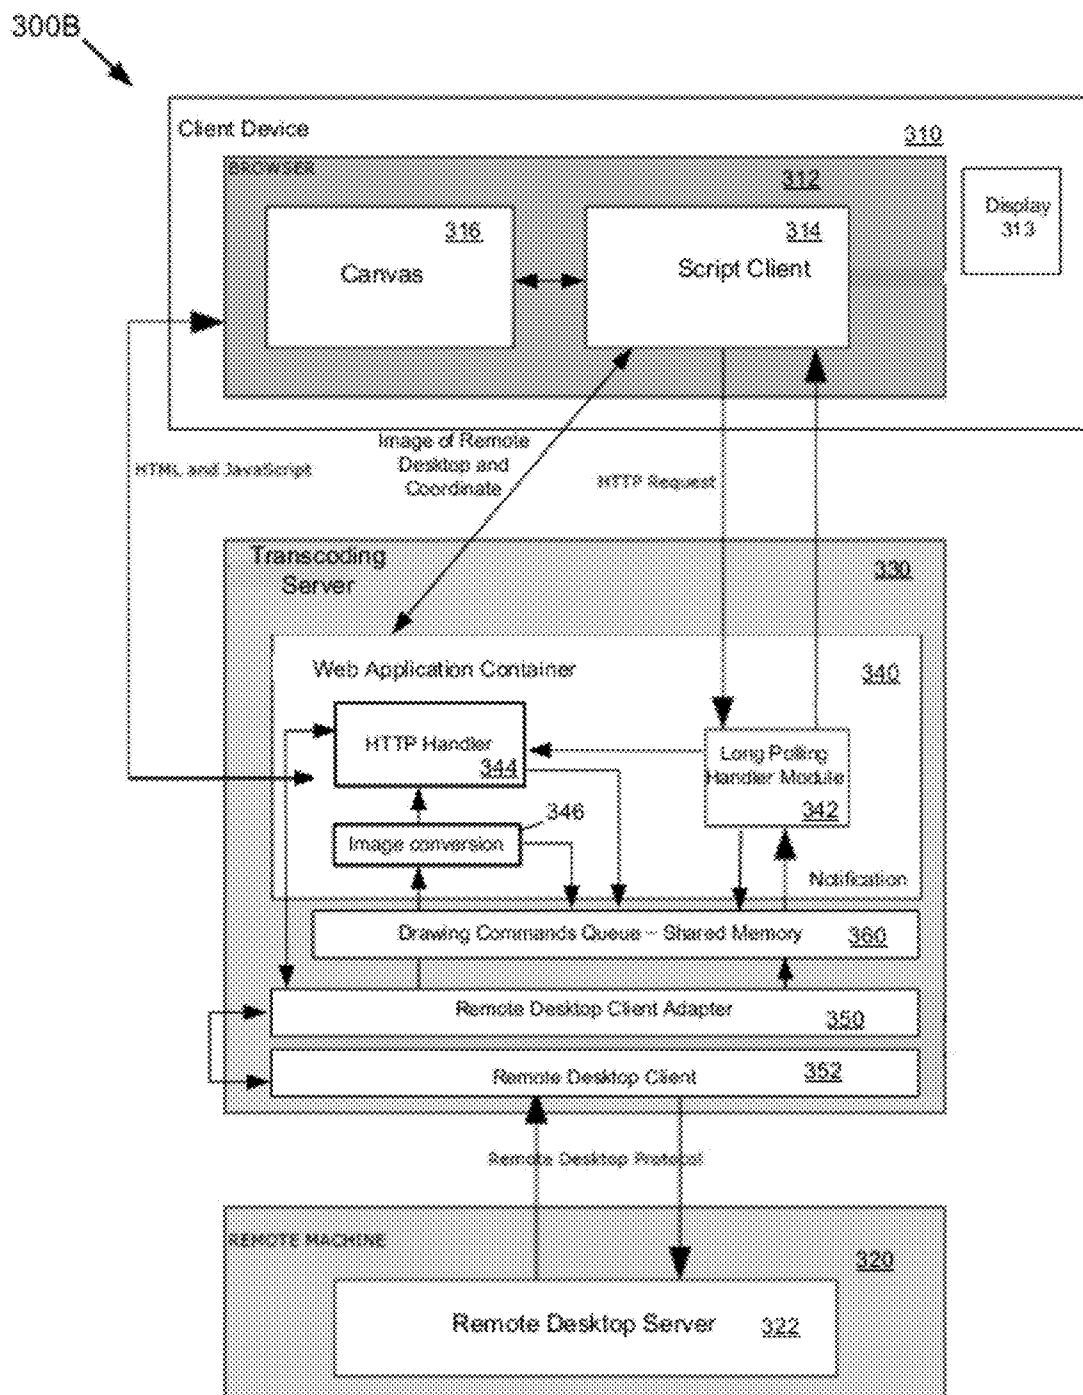 300B
Client Device
310
BROWSER
312
316
Canvas
314
Script Client
Display
313
HTML and JavaScript
Image of Remote
Desktop and
Coordinate
HTTP Request
Transcoding
Server
330
Web Application Container
340
HTTP Handler
344
Long Polling
Handler Module
342
346
Image conversion
Notification
Drawing Commands Queue – Shared Memory
360
Remote Desktop Client Adapter
350
Remote Desktop Client
352
Remote Desktop Protocol
REMOTE MACHINE
320
Remote Desktop Server
322